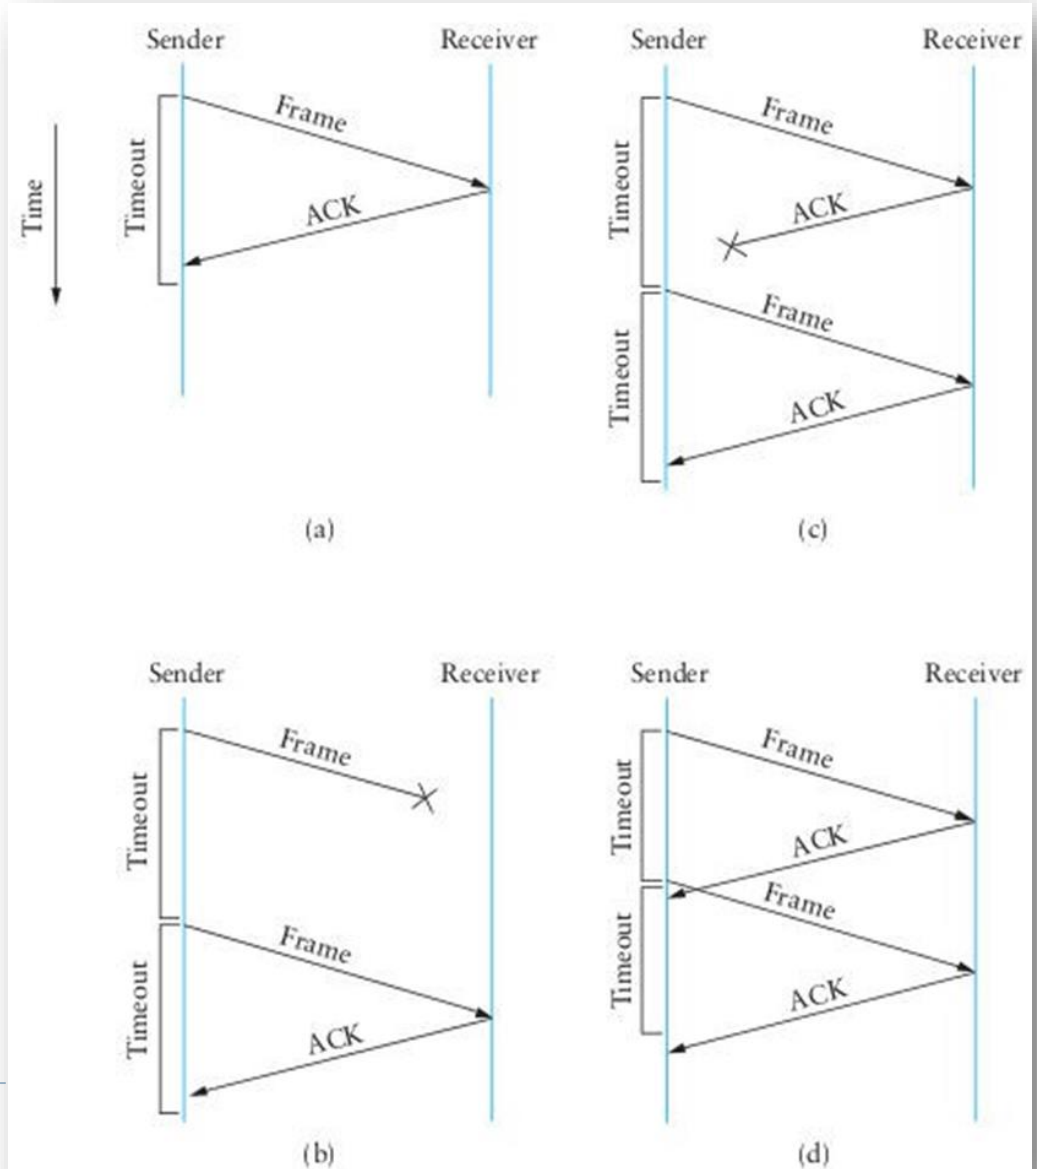 Sender
Receiver
Time
Timeout
Frame
ACK
(a)
Sender
Receiver
Timeout
Frame
ACK
Timeout
Frame
ACK
(c)
Sender
Receiver
Timeout
Frame
Timeout
Frame
ACK
(b)
Sender
Receiver
Timeout
Frame
ACK
Timeout
Frame
ACK
(d)